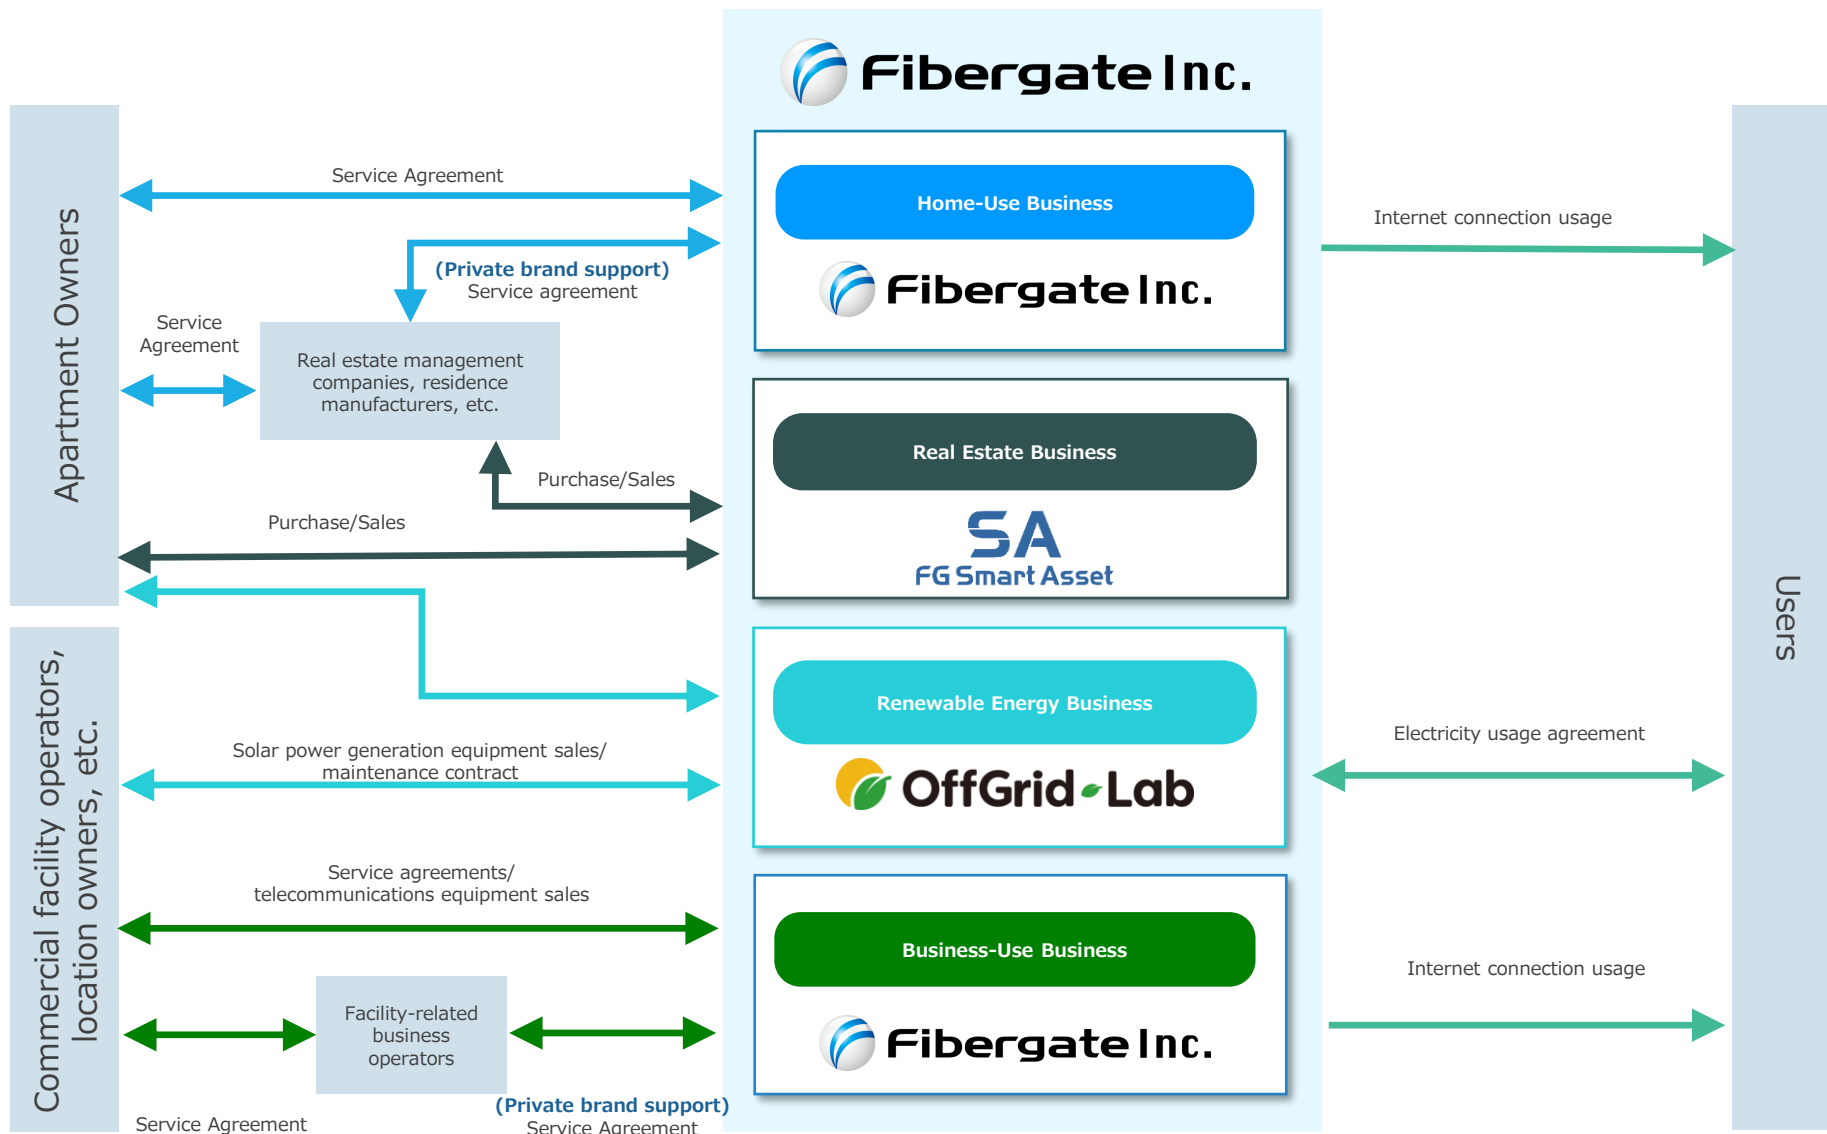 Fibergate Inc.
Apartment Owners
Service Agreement
Home-Use Business
Internet connection usage
(Private brand support)
Service agreement
Fibergate Inc.
Service
Agreement
Real estate management
companies, residence
manufacturers, etc.
Real Estate Business
Purchase/Sales
Purchase/Sales
SA
FG Smart Asset
Users
Commercial facility operators,
location owners, etc.
Renewable Energy Business
Solar power generation equipment sales/
maintenance contract
Electricity usage agreement
OffGrid Lab
Service agreements/
telecommunications equipment sales
Business-Use Business
Internet connection usage
Facility-related
business
operators
Fibergate Inc.
(Private brand support)
Service Agreement
Service Agreement